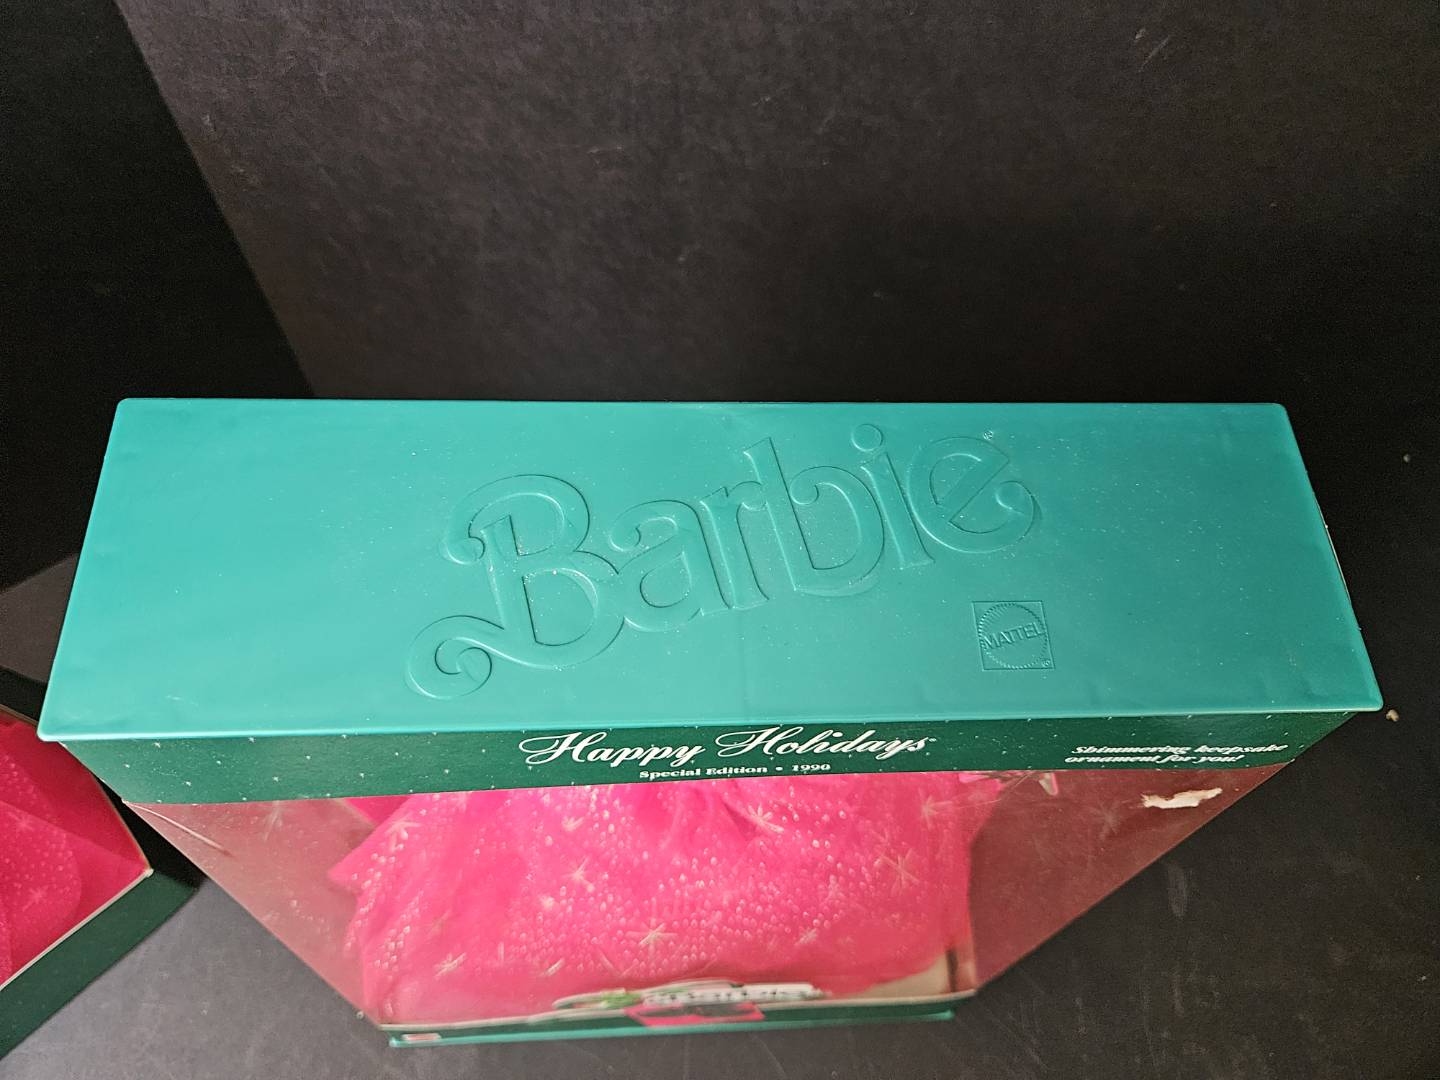 Barbie
MATTEL
Happy Holidays
Special Edition • 1990
Shimmering keepsake
ornament for you!